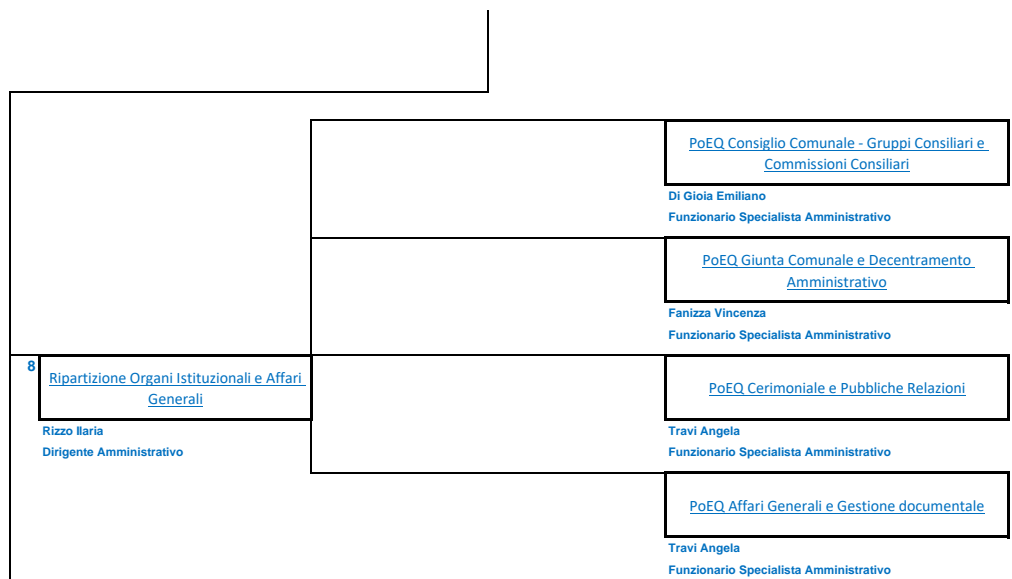 PoEQ Consiglio Comunale - Gruppi Consiliari e
Commissioni Consiliari
Di Gioia Emiliano
Funzionario Specialista Amministrativo
PoEQ Giunta Comunale e Decentramento
Amministrativo
Fanizza Vincenza
Funzionario Specialista Amministrativo
8
Ripartizione Organi Istituzionali e Affari
Generali
Rizzo Ilaria
Dirigente Amministrativo
PoEQ Cerimoniale e Pubbliche Relazioni
Travi Angela
Funzionario Specialista Amministrativo
PoEQ Affari Generali e Gestione documentale
Travi Angela
Funzionario Specialista Amministrativo